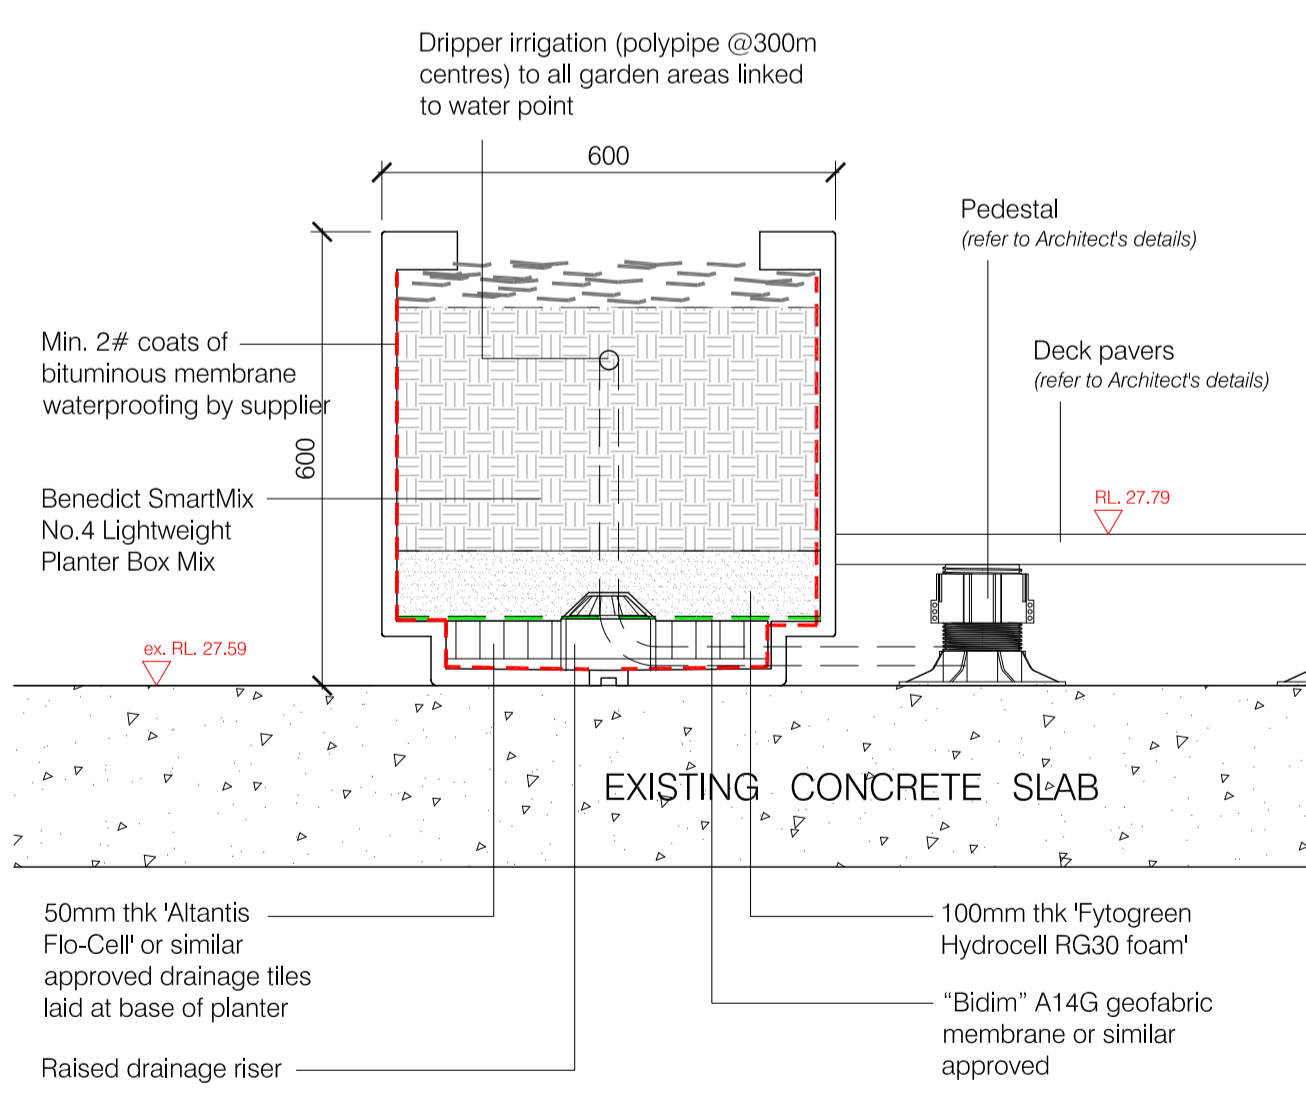 Dripper irrigation (polypipe @300m
centres) to all garden areas linked
to water point
600
Pedestal
(refer to Architect's details)
Min. 2# coats of
bituminous membrane
waterproofing by supplier
Deck pavers
(refer to Architect's details)
600
Benedict SmartMix
No.4 Lightweight
Planter Box Mix
RL. 27.79
ex. RL. 27.59
EXISTING CONCRETE SLAB
50mm thk 'Altantis
Flo-Cell' or similar
approved drainage tiles
laid at base of planter
Raised drainage riser
100mm thk 'Fytogreen
Hydrocell RG30 foam'
“Bidim” A14G geofabric
membrane or similar
approved